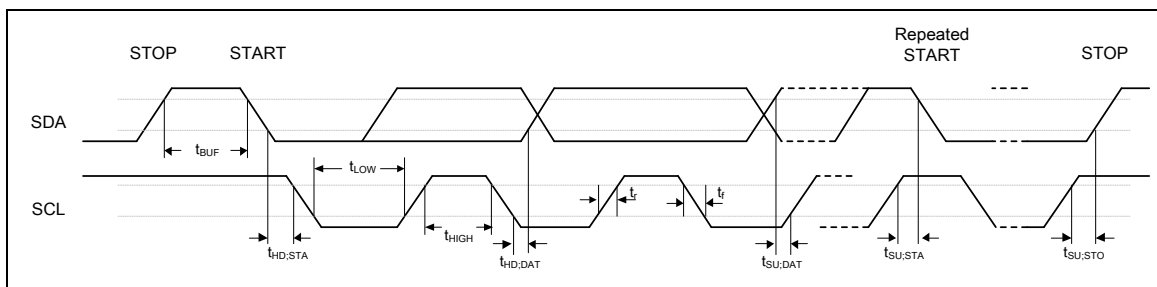 Repeated
STOP START START STOP
SDA
tBUF
tLOW
SCL
tr tf
tHIGH
tHD;STA tHD;DAT tSU;DAT tSU;STA tSU;STO